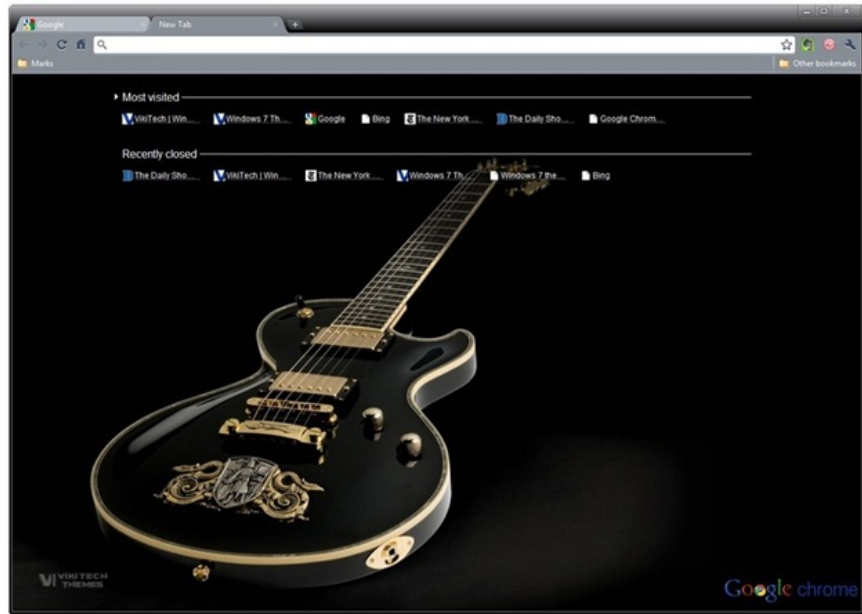 Google New Tab
Marks Other bookmarks
Most visited
VikiTech | Win... Windows 7 Th... Google Bing The New York ... The Daily Sho... Google Chrom...
Recently closed
The Daily Sho... VikiTech | Win... The New York ... Windows 7 Th... Windows 7 the... Bing
VIKITECH
THEMES
Google chrome